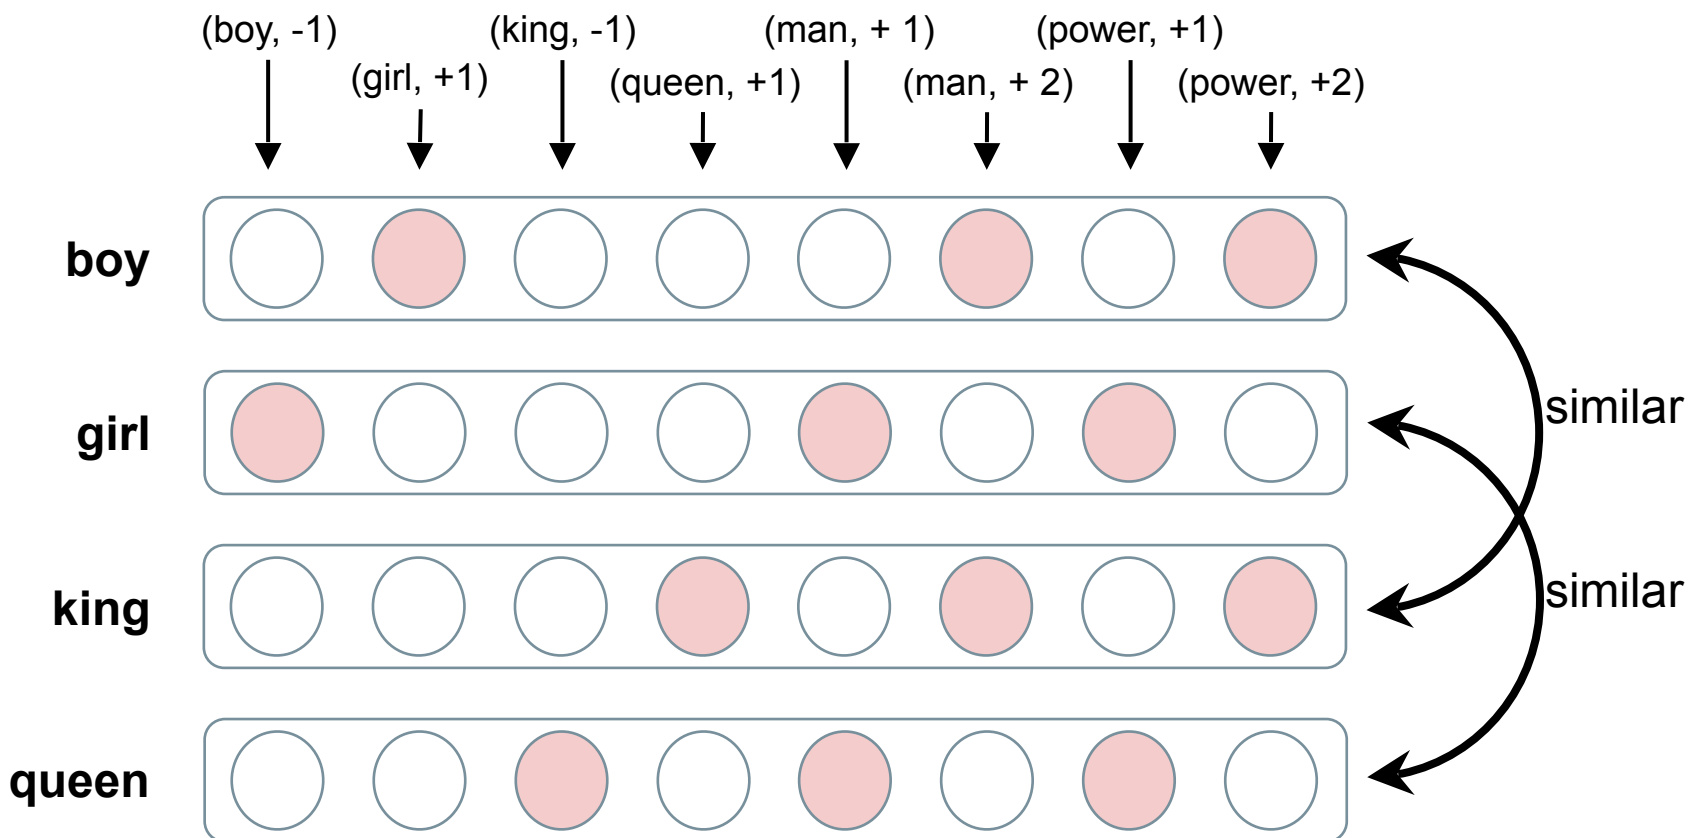 (boy, -1)
(king, -1)
(man, + 1)
(power, +1)
(girl, +1)
(queen, +1)
(man, + 2)
(power, +2)
boy
girl
similar
king
similar
queen